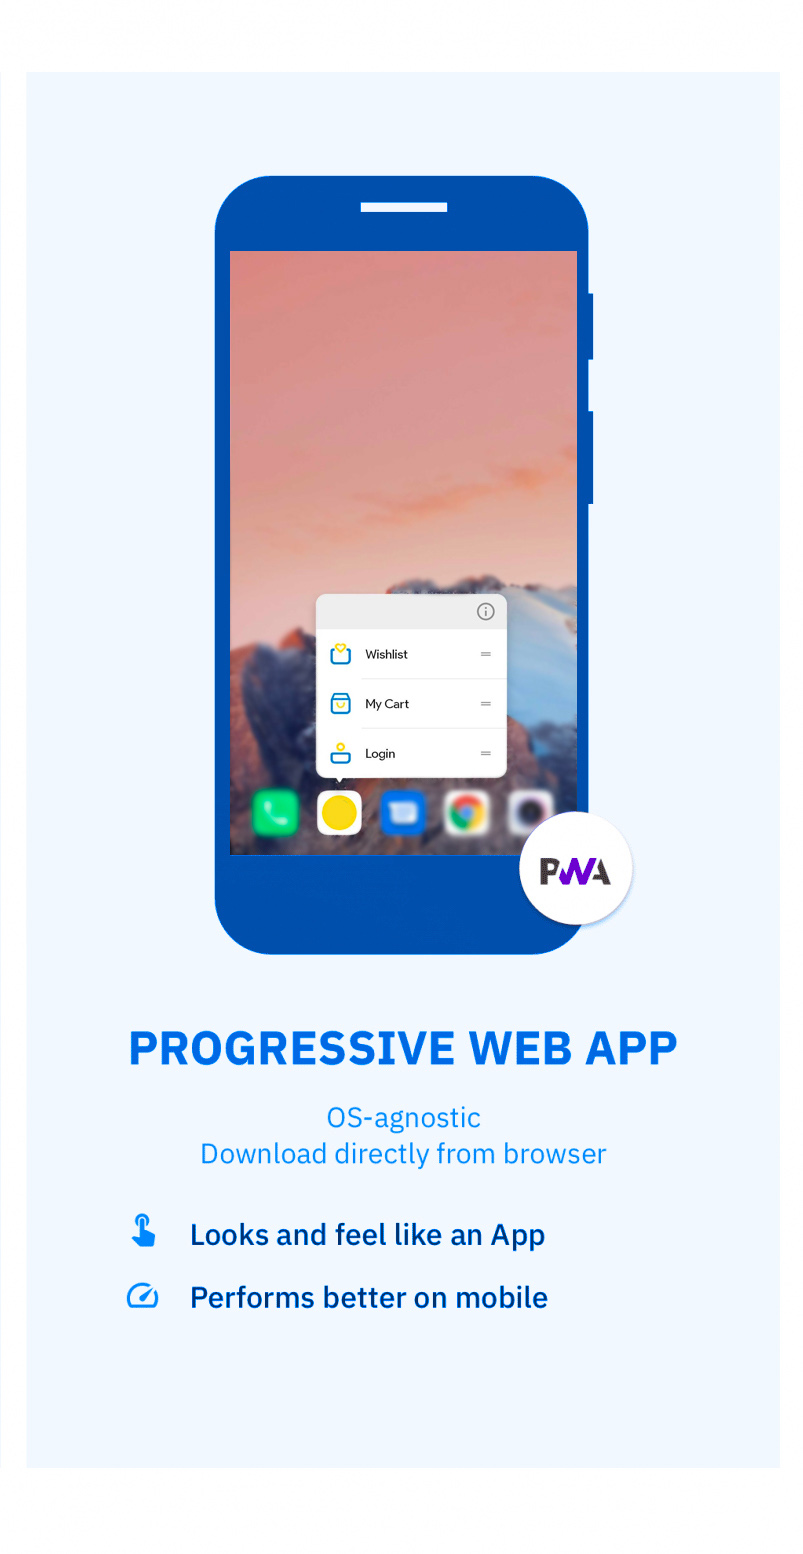 Wishlist
My Cart
Login
PWA
PROGRESSIVE WEB APP
OS-agnostic
Download directly from browser
Looks and feel like an App
Performs better on mobile